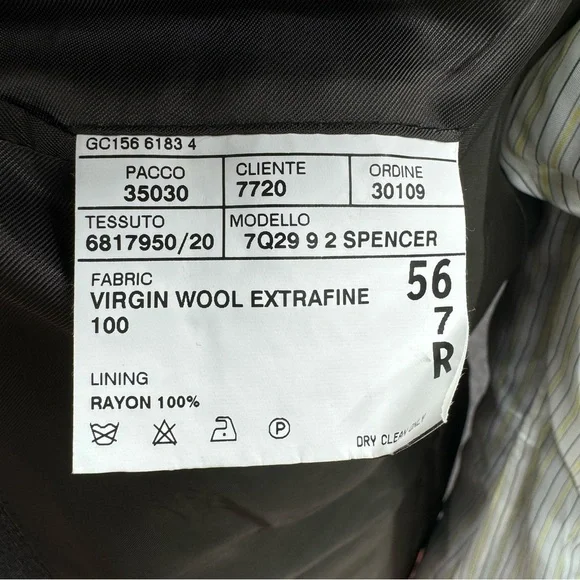 GC156 6183 4
PACCO CLIENTE ORDINE
35030 7720 30109
TESSUTO MODELLO
6817950/20 7Q29 9 2 SPENCER
FABRIC
VIRGIN WOOL EXTRAFINE
100
56
7
R
LINING
RAYON 100%
P
DRY CLEAN ONLY